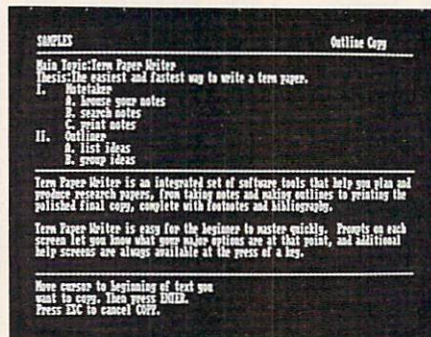 SAMPLES Outline Copy
Main Topic:Term Paper Writer
Thesis:The easiest and fastest way to write a term paper.
I. Notetaker
A. browse your notes
B. search notes
C. print notes
II. Outliner
A. list ideas
B. group ideas
Term Paper Writer is an integrated set of software tools that help you plan and
produce research papers, from taking notes and making outlines to printing the
polished final copy, complete with footnotes and bibliography.
Term Paper Writer is easy for the beginner to master quickly. Prompts on each
screen let you know what your major options are at that point, and additional
help screens are always available at the press of a key.
Move cursor to beginning of text you
want to copy. Then press ENTER.
Press ESC to cancel COPY.